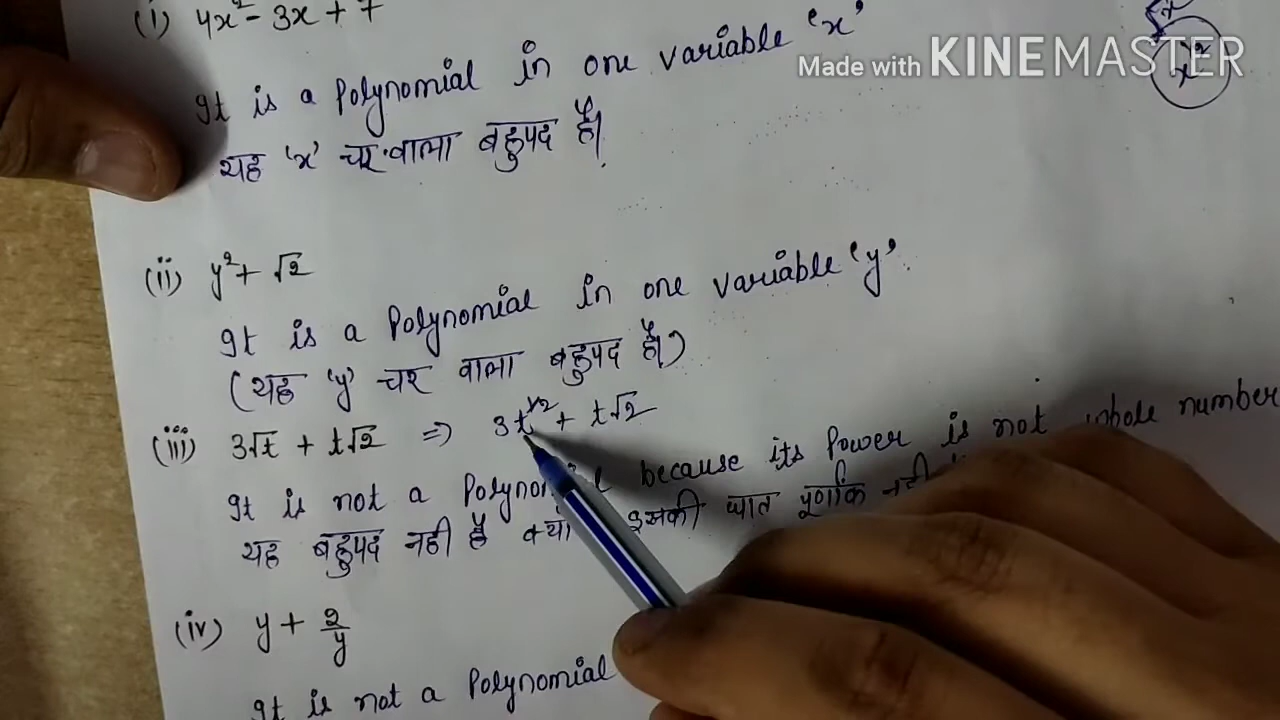 (i) 4x² - 3x + 7
It is a Polynomial in one variable 'x'
यह 'x' चर वाला बहुपद है।
Made with KINEMASTER
x²
(ii) y² + √2
It is a Polynomial in one variable 'y'.
(यह 'y' चर वाला बहुपद है।)
(iii) 3√t + t√2 ⇒ 3t^1/2 + t√2
It is not a Polynomial because its Power is not whole number
यह बहुपद नही है इसकी घात पूर्णांक नही
(iv) y + 2/y
It is not a Polynomial